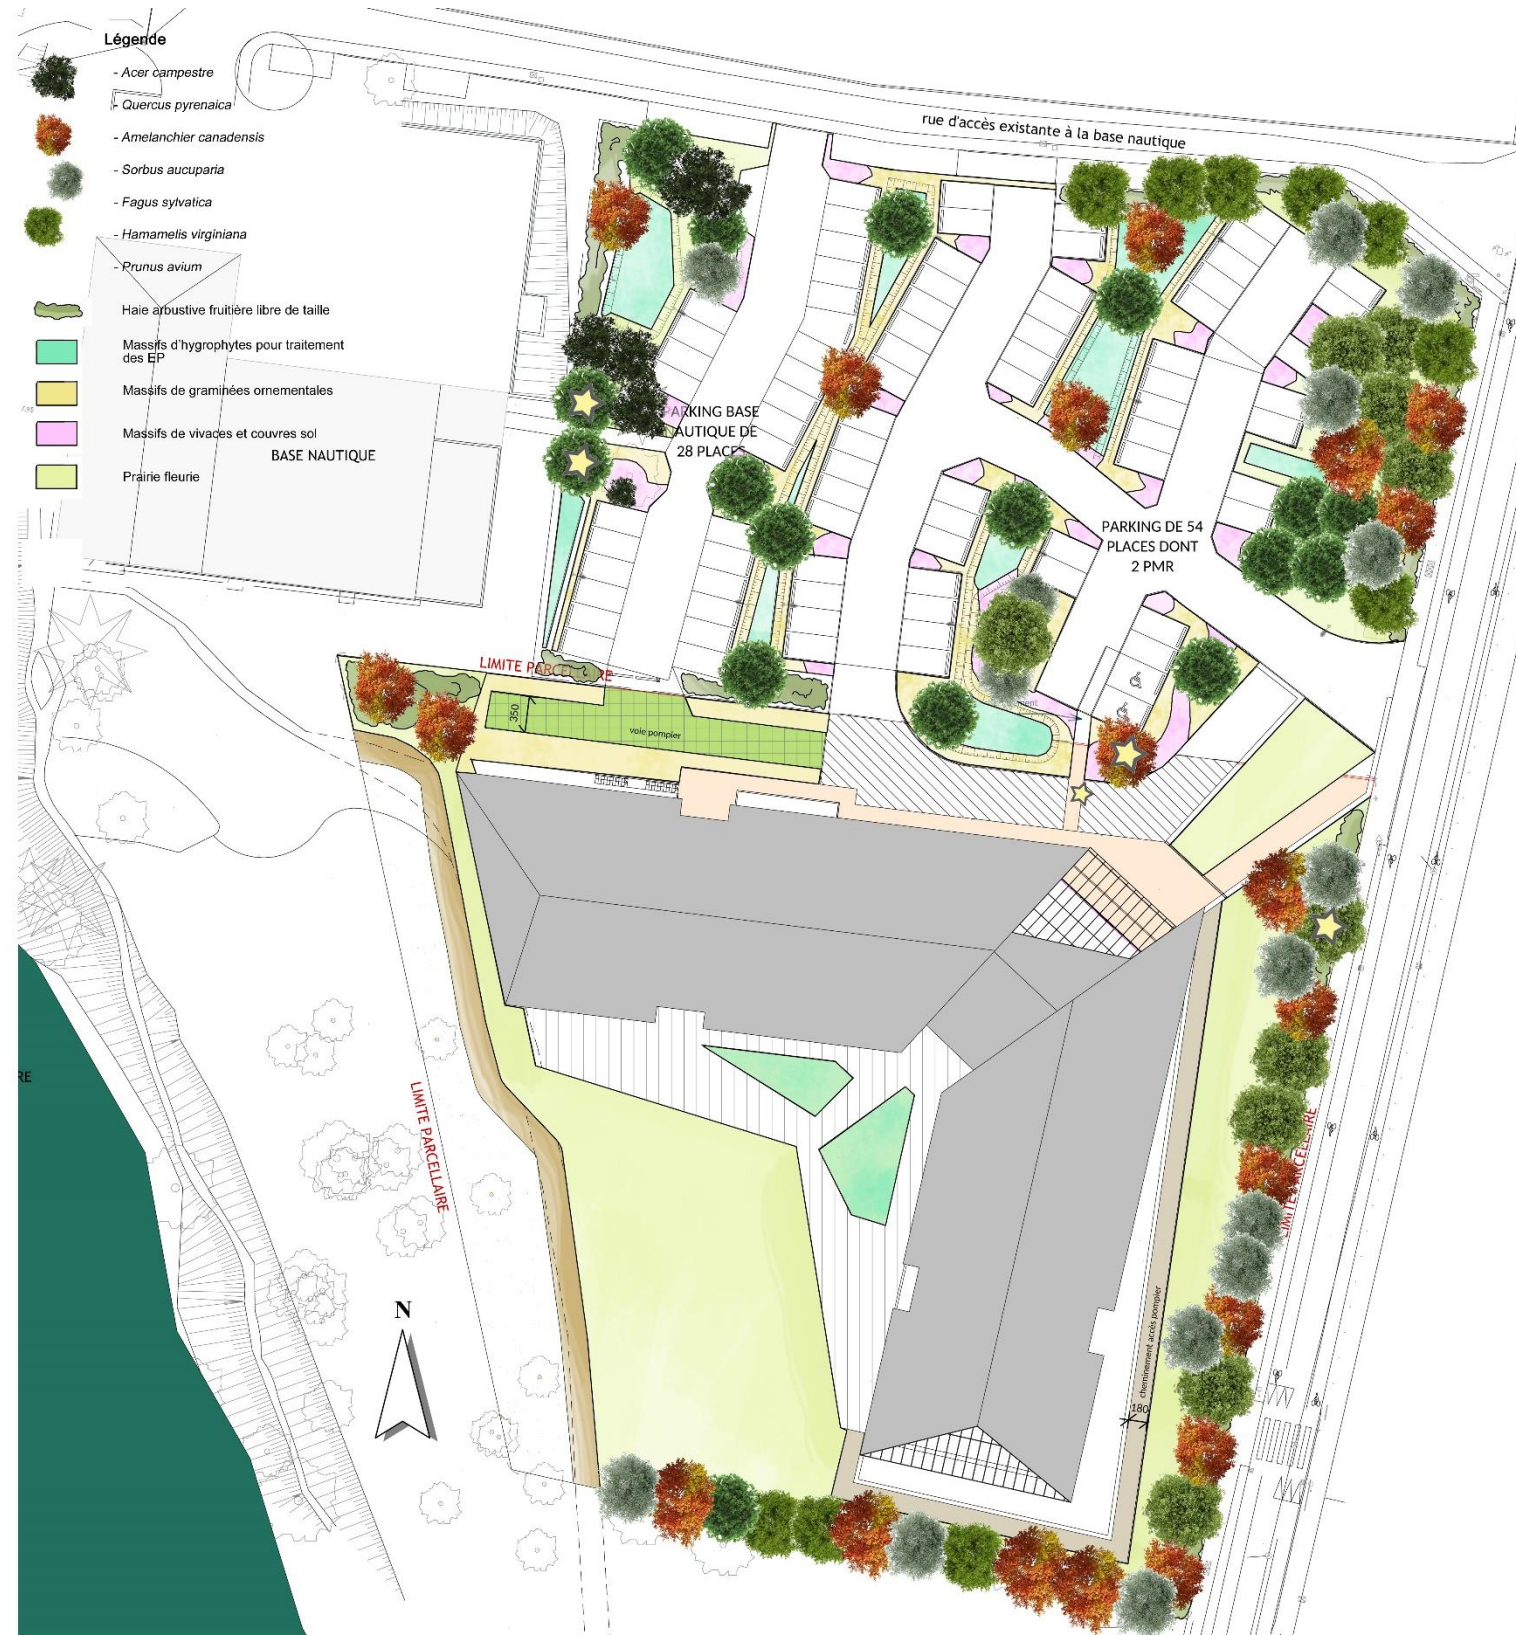 Légende
- Acer campestre
- Quercus pyrenaica
- Amelanchier canadensis
- Sorbus aucuparia
- Fagus sylvatica
- Hamamelis virginiana
- Prunus avium
Haie arbustive fruitière libre de taille
Massifs d'hygrophytes pour traitement
des EP
Massifs de graminées ornementales
Massifs de vivaces et couvres sol
Prairie fleurie
BASE NAUTIQUE
rue d'accès existante à la base nautique
PARKING BASE
NAUTIQUE DE
28 PLACES
PARKING DE 54
PLACES DONT
2 PMR
LIMITE PARCELLAIRE
350
voie pompier
RE
LIMITE PARCELLAIRE
LIMITE PARCELLAIRE
N
cheminement accès pompier
180